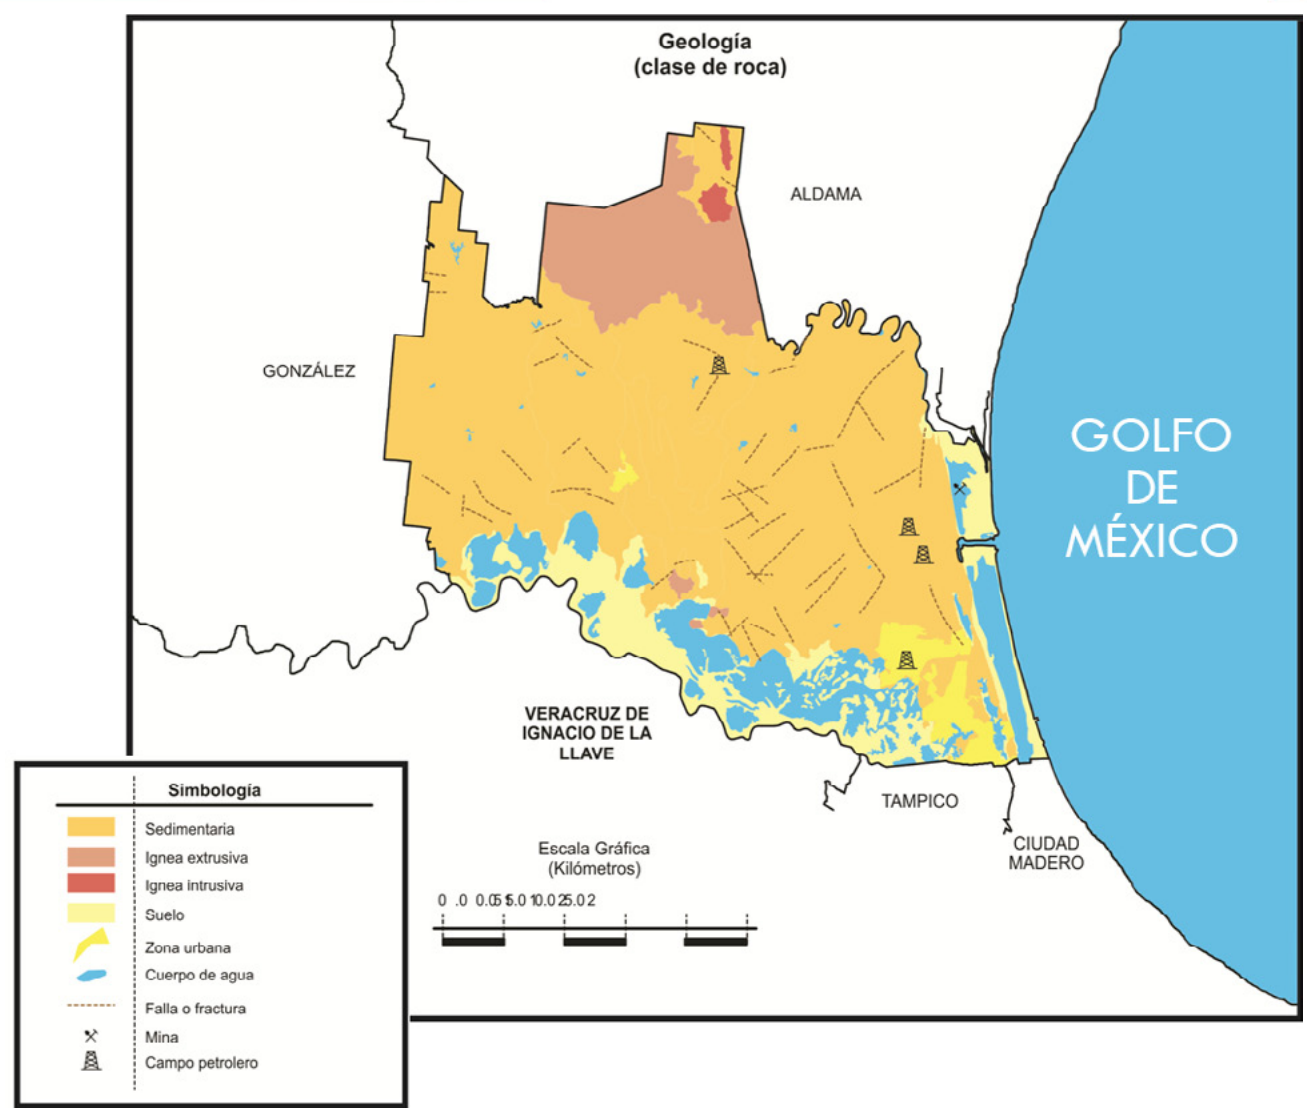 Geología
(clase de roca)
ALDAMA
GONZÁLEZ
GOLFO
DE
MÉXICO
VERACRUZ DE
IGNACIO DE LA
LLAVE
TAMPICO
CIUDAD
MADERO
Escala Gráfica
(Kilómetros)
Simbología
Sedimentaria
Ignea extrusiva
Ignea intrusiva
Suelo
Zona urbana
Cuerpo de agua
Falla o fractura
Mina
Campo petrolero